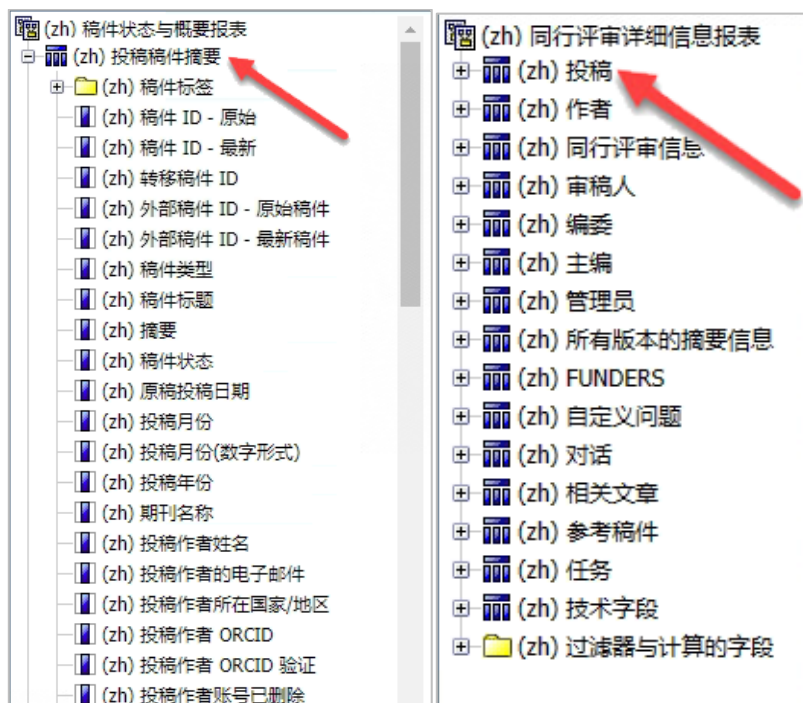 (zh) 稿件状态与概要报表
(zh) 投稿稿件摘要
(zh) 稿件标签
(zh) 稿件 ID - 原始
(zh) 稿件 ID - 最新
(zh) 转移稿件 ID
(zh) 外部稿件 ID - 原始稿件
(zh) 外部稿件 ID - 最新稿件
(zh) 稿件类型
(zh) 稿件标题
(zh) 摘要
(zh) 稿件状态
(zh) 原稿投稿日期
(zh) 投稿月份
(zh) 投稿月份(数字形式)
(zh) 投稿年份
(zh) 期刊名称
(zh) 投稿作者姓名
(zh) 投稿作者的电子邮件
(zh) 投稿作者所在国家/地区
(zh) 投稿作者 ORCID
(zh) 投稿作者 ORCID 验证
(zh) 投稿作者账号已删除
(zh) 同行评审详细信息报表
(zh) 投稿
(zh) 作者
(zh) 同行评审信息
(zh) 审稿人
(zh) 编委
(zh) 主编
(zh) 管理员
(zh) 所有版本的摘要信息
(zh) FUNDERS
(zh) 自定义问题
(zh) 对话
(zh) 相关文章
(zh) 参考稿件
(zh) 任务
(zh) 技术字段
(zh) 过滤器与计算的字段